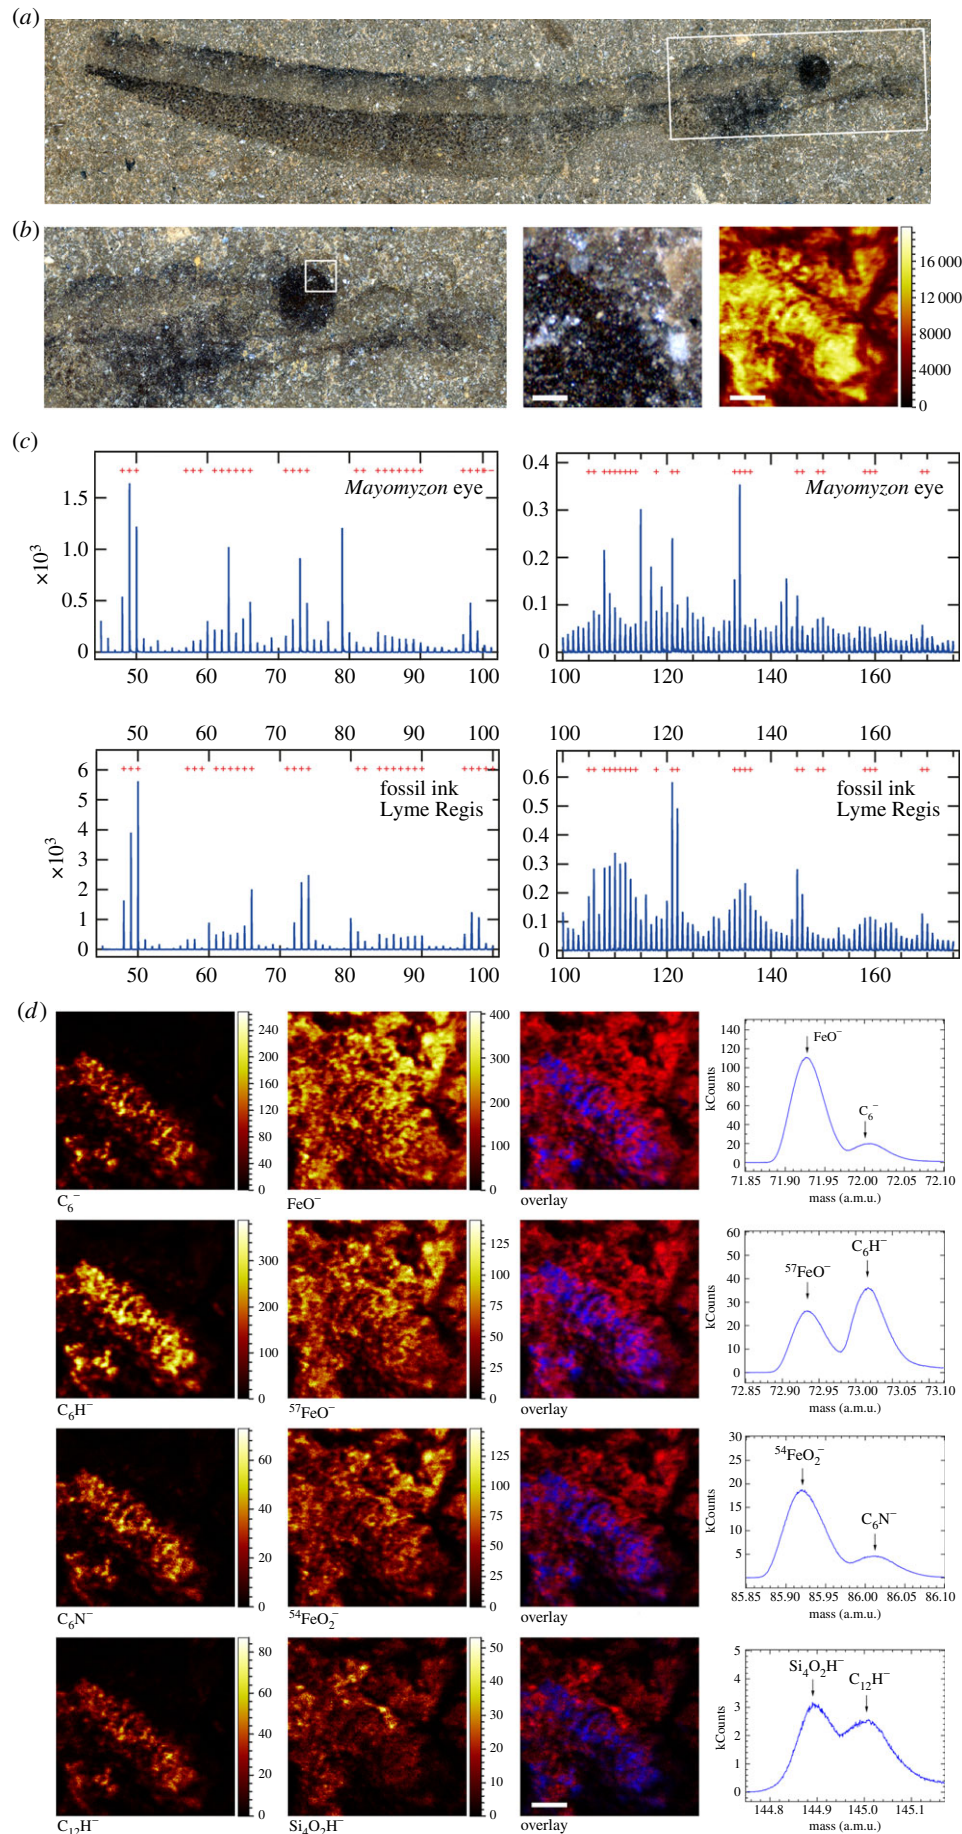 (a)
(b)
16 000
12 000
8000
4000
0
(c)
Mayomyzon eye
×10³
1.5
1.0
0.5
0
50 60 70 80 90 100
Mayomyzon eye
0.4
0.3
0.2
0.1
0
100 120 140 160
50 60 70 80 90 100
fossil ink
Lyme Regis
×10³
6
5
4
3
2
1
0
50 60 70 80 90 100
100 120 140 160
fossil ink
Lyme Regis
0.6
0.5
0.4
0.3
0.2
0.1
0
100 120 140 160
(d)
240
200
160
120
80
40
0
C₆⁻
400
300
200
100
0
FeO⁻
overlay
kCounts
140
120
100
80
60
40
20
0
FeO⁻
C₆⁻
71.85 71.90 71.95 72.00 72.05 72.10
mass (a.m.u.)
300
200
100
0
C₆H⁻
125
100
75
50
25
0
⁵⁷FeO⁻
overlay
kCounts
60
50
40
30
20
10
0
⁵⁷FeO⁻
C₆H⁻
72.85 72.90 72.95 73.00 73.05 73.10
mass (a.m.u.)
60
40
20
0
C₆N⁻
125
100
75
50
25
0
⁵⁴FeO₂⁻
overlay
kCounts
30
25
20
15
10
5
⁵⁴FeO₂⁻
C₆N⁻
85.85 85.90 85.95 86.00 86.05 86.10
mass (a.m.u.)
80
60
40
20
0
C₁₂H⁻
50
40
30
20
10
0
Si₄O₂H⁻
overlay
kCounts
5
4
3
2
1
0
Si₄O₂H⁻
C₁₂H⁻
144.8 144.9 145.0 145.1
mass (a.m.u.)